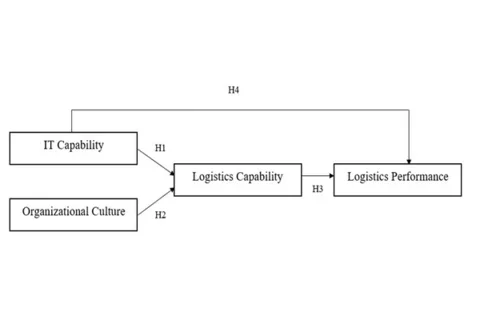 H4
IT Capability
H1
Logistics Capability
Logistics Performance
H3
Organizational Culture
H2